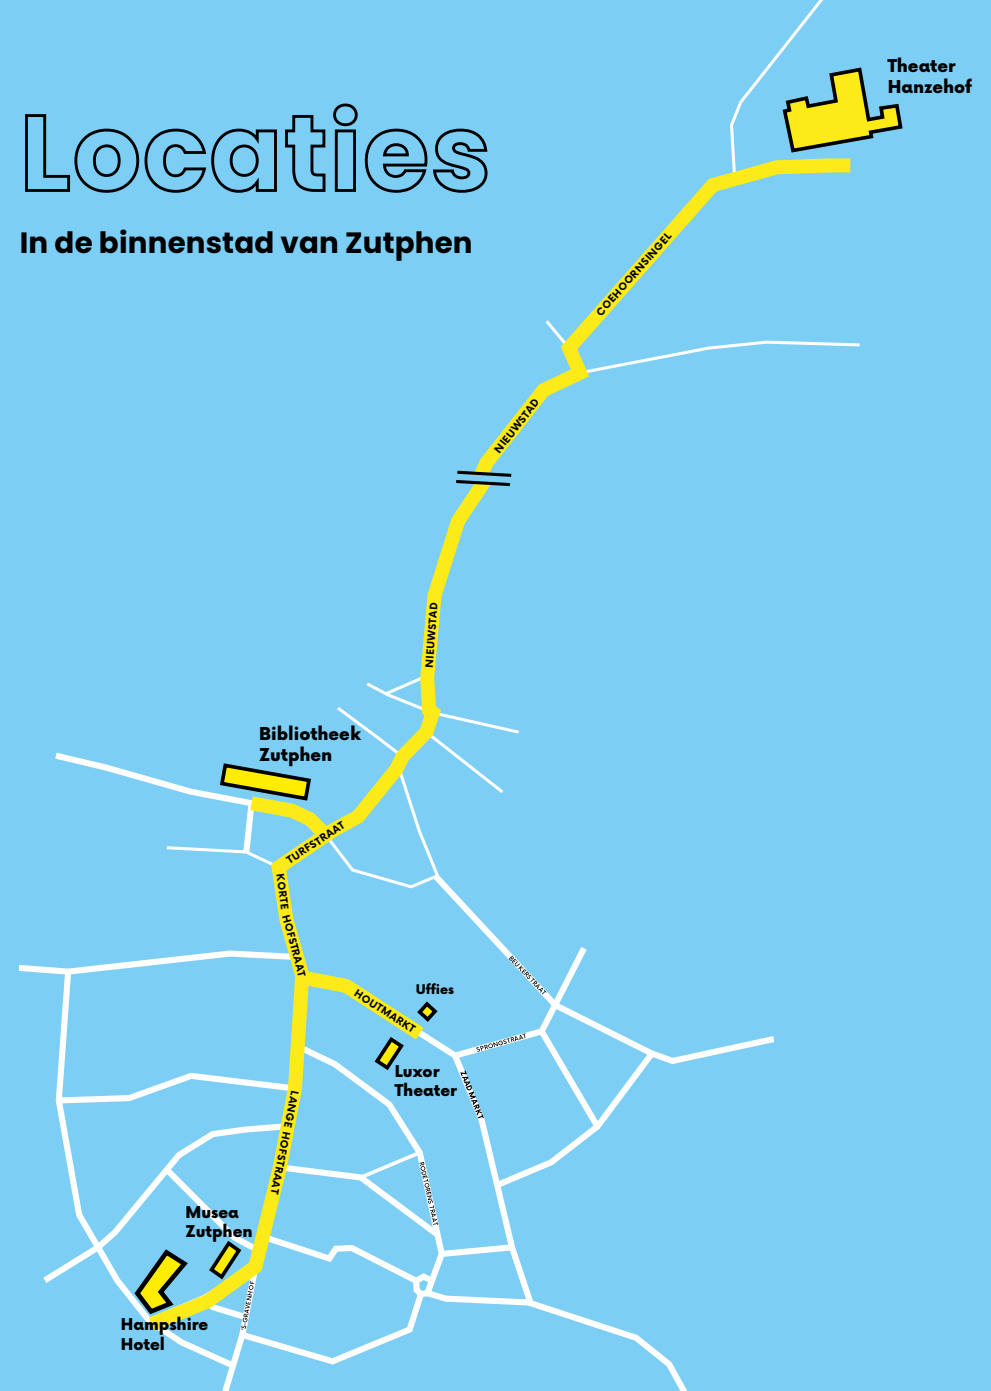 Theater
Hanzehof
Locaties
In de binnenstad van Zutphen
COEHOORNSINGEL
NIEUWSTAD
NIEUWSTAD
Bibliotheek
Zutphen
TURFSTRAAT
KORTE HOFSTRAAT
BEUKERSTRAAT
Uffies
HOUTMARKT
SPRONGSTRAAT
Luxor
Theater
ZAADMARKT
LANGE HOFSTRAAT
RODETORENSTRAAT
Musea
Zutphen
'S-GRAVENHOF
Hampshire
Hotel